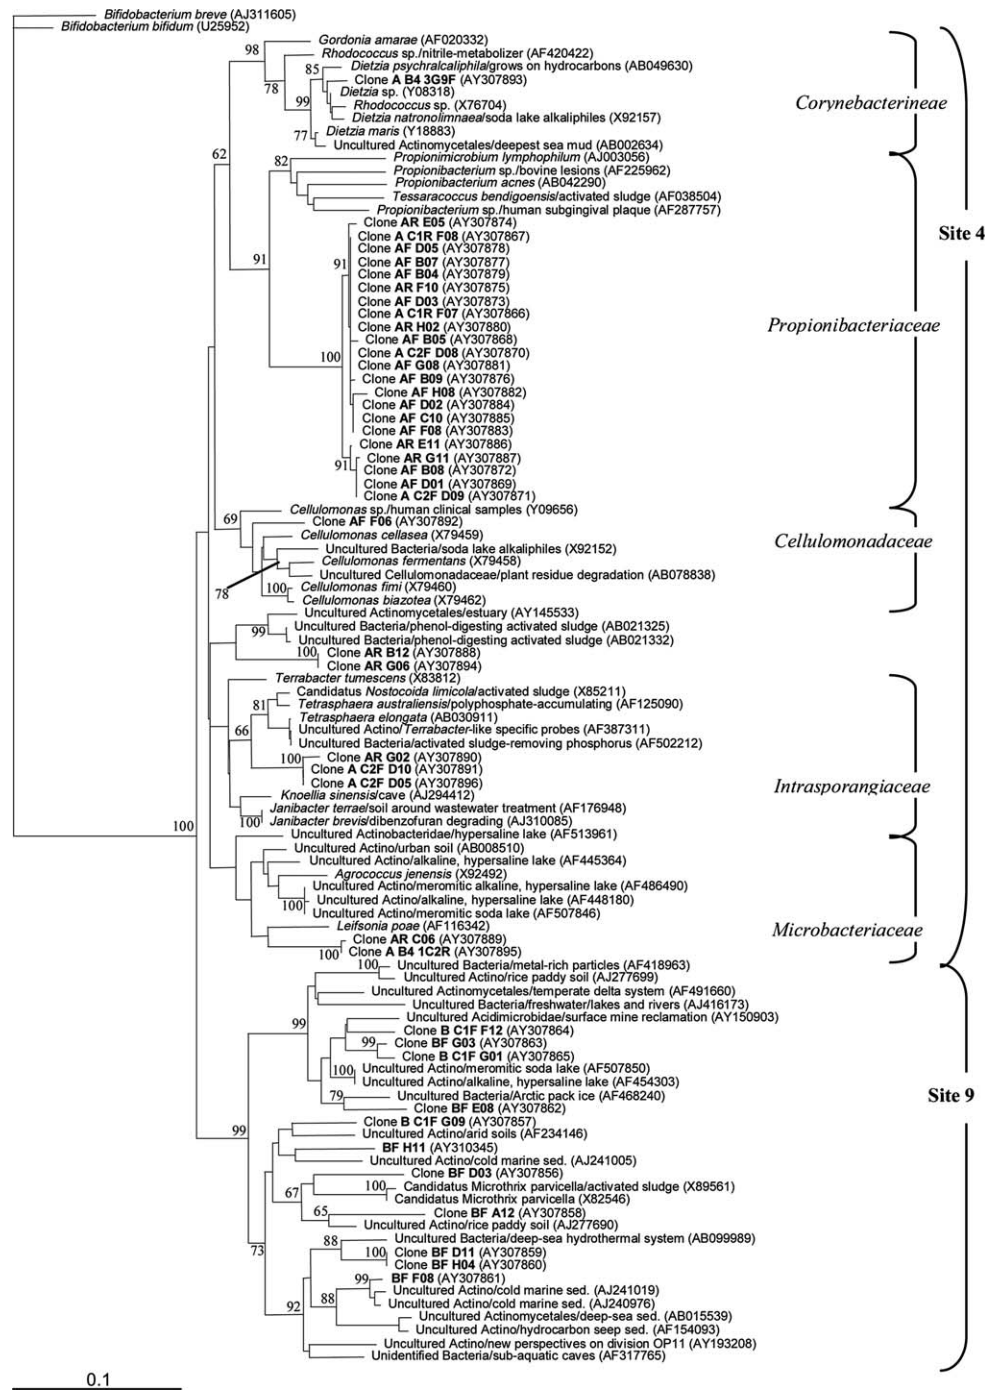 Bifidobacterium breve (AJ311605)
Bifidobacterium bifidum (U25952)
Gordonia amarae (AF020332)
98
Rhodococcus sp./nitrile-metabolizer (AF420422)
Dietzia psychralcaliphila/grows on hydrocarbons (AB049630)
85
78
Clone A B4 3G9F (AY307893)
Dietzia sp. (Y08318)
99
Rhodococcus sp. (X76704)
Corynebacterineae
Dietzia natronolimnaea/soda lake alkaliphiles (X92157)
Dietzia maris (Y18883)
77
Uncultured Actinomycetales/deepest sea mud (AB002634)
62
Propionimicrobium lymphophilum (AJ003056)
82
Propionibacterium sp./bovine lesions (AF225962)
Propionibacterium acnes (AB042290)
Tessaracoccus bendigoensis/activated sludge (AF038504)
Propionibacterium sp./human subgingival plaque (AF287757)
Clone AR E05 (AY307874)
Clone A C1R F08 (AY307867)
Site 4
Clone AF D05 (AY307878)
91
Clone AF B07 (AY307877)
91
Clone AF B04 (AY307879)
Clone AR F10 (AY307875)
Clone AF D03 (AY307873)
Clone A C1R F07 (AY307866)
Clone AR H02 (AY307880)
Propionibacteriaceae
Clone AF B05 (AY307868)
Clone A C2F D08 (AY307870)
100
Clone AF G08 (AY307881)
Clone AF B09 (AY307876)
Clone AF H08 (AY307882)
Clone AF D02 (AY307884)
Clone AF C10 (AY307885)
Clone AF F08 (AY307883)
Clone AR E11 (AY307886)
Clone AR G11 (AY307887)
91
Clone AF B08 (AY307872)
Clone AF D01 (AY307869)
Clone A C2F D09 (AY307871)
Cellulomonas sp./human clinical samples (Y09656)
69
Clone AF F06 (AY307892)
Cellulomonas cellasea (X79459)
Cellulomonadaceae
Uncultured Bacteria/soda lake alkaliphiles (X92152)
Cellulomonas fermentans (X79458)
Uncultured Cellulomonadaceae/plant residue degradation (AB078838)
78
100
Cellulomonas fimi (X79460)
Cellulomonas biazotea (X79462)
Uncultured Actinomycetales/estuary (AY145533)
Uncultured Bacteria/phenol-digesting activated sludge (AB021325)
99
Uncultured Bacteria/phenol-digesting activated sludge (AB021332)
100
Clone AR B12 (AY307888)
Clone AR G06 (AY307894)
Terrabacter tumescens (X83812)
Candidatus Nostocoida limicola/activated sludge (X85211)
81
Tetrasphaera australiensis/polyphosphate-accumulating (AF125090)
Tetrasphaera elongata (AB030911)
66
Uncultured Actino/Terrabacter-like specific probes (AF387311)
Uncultured Bacteria/activated sludge-removing phosphorus (AF502212)
100
Clone AR G02 (AY307890)
Clone A C2F D10 (AY307891)
Clone A C2F D05 (AY307896)
Intrasporangiaceae
Knoellia sinensis/cave (AJ294412)
Janibacter terrae/soil around wastewater treatment (AF176948)
100
Janibacter brevis/dibenzofuran degrading (AJ310085)
100
Uncultured Actinobacteridae/hypersaline lake (AF513961)
Uncultured Actino/urban soil (AB008510)
Uncultured Actino/alkaline, hypersaline lake (AF445364)
Agrococcus jenensis (X92492)
Uncultured Actino/meromitic alkaline, hypersaline lake (AF486490)
100
Uncultured Actino/alkaline, hypersaline lake (AF448180)
Uncultured Actino/meromitic soda lake (AF507846)
Leifsonia poae (AF116342)
Microbacteriaceae
Clone AR C06 (AY307889)
100
Clone A B4 1C2R (AY307895)
100
Uncultured Bacteria/metal-rich particles (AF418963)
Uncultured Actino/rice paddy soil (AJ277699)
Uncultured Actinomycetales/temperate delta system (AF491660)
Uncultured Bacteria/freshwater/lakes and rivers (AJ416173)
99
Uncultured Acidimicrobidae/surface mine reclamation (AY150903)
Clone B C1F F12 (AY307864)
99
Clone BF G03 (AY307863)
Clone B C1F G01 (AY307865)
100
Uncultured Actino/meromitic soda lake (AF507850)
Uncultured Actino/alkaline, hypersaline lake (AF454303)
79
Uncultured Bacteria/Arctic pack ice (AF468240)
Site 9
Clone BF E08 (AY307862)
Clone B C1F G09 (AY307857)
99
Uncultured Actino/arid soils (AF234146)
BF H11 (AY310345)
Uncultured Actino/cold marine sed. (AJ241005)
Clone BF D03 (AY307856)
100
Candidatus Microthrix parvicella/activated sludge (X89561)
67
Candidatus Microthrix parvicella (X82546)
65
Clone BF A12 (AY307858)
Uncultured Actino/rice paddy soil (AJ277690)
88
Uncultured Bacteria/deep-sea hydrothermal system (AB099989)
73
100
Clone BF D11 (AY307859)
Clone BF H04 (AY307860)
99
BF F08 (AY307861)
Uncultured Actino/cold marine sed. (AJ241019)
88
Uncultured Actino/cold marine sed. (AJ240976)
92
Uncultured Actinomycetales/deep-sea sed. (AB015539)
Uncultured Actino/hydrocarbon seep sed. (AF154093)
Uncultured Actino/new perspectives on division OP11 (AY193208)
Unidentified Bacteria/sub-aquatic caves (AF317765)
0.1